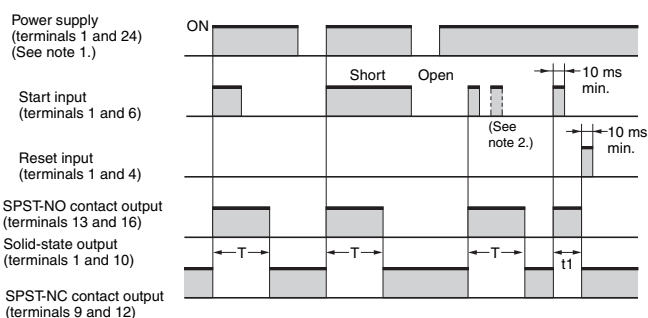 Power supply
(terminals 1 and 24)
(See note 1.)
ON
Short
Open
10 ms
min.
Start input
(terminals 1 and 6)
(See
note 2.)
10 ms
min.
Reset input
(terminals 1 and 4)
SPST-NO contact output
(terminals 13 and 16)
Solid-state output
(terminals 1 and 10)
T
T
T
t1
SPST-NC contact output
(terminals 9 and 12)